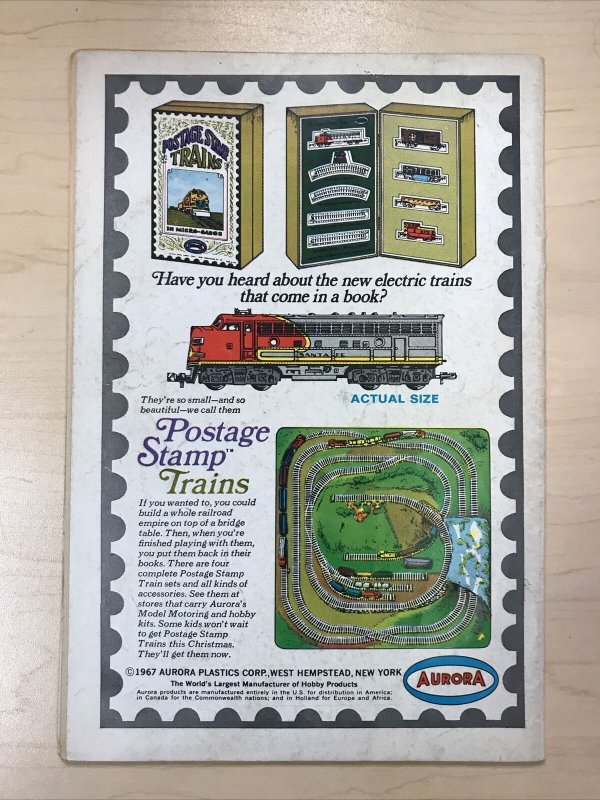 POSTAGE STAMP
TRAINS
IN MICRO-GAUGE
Have you heard about the new electric trains
that come in a book?
SANTA FE
They're so small—and so
beautiful—we call them
ACTUAL SIZE
Postage
Stamp™
Trains
If you wanted to, you could
build a whole railroad
empire on top of a bridge
table. Then, when you're
finished playing with them,
you put them back in their
books. There are four
complete Postage Stamp
Train sets and all kinds of
accessories. See them at
stores that carry Aurora's
Model Motoring and hobby
kits. Some kids won't wait
to get Postage Stamp
Trains this Christmas.
They'll get them now.
©1967 AURORA PLASTICS CORP., WEST HEMPSTEAD, NEW YORK
The World's Largest Manufacturer of Hobby Products
Aurora products are manufactured entirely in the U.S. for distribution in America;
in Canada for the Commonwealth nations; and in Holland for Europe and Africa.
AURORA